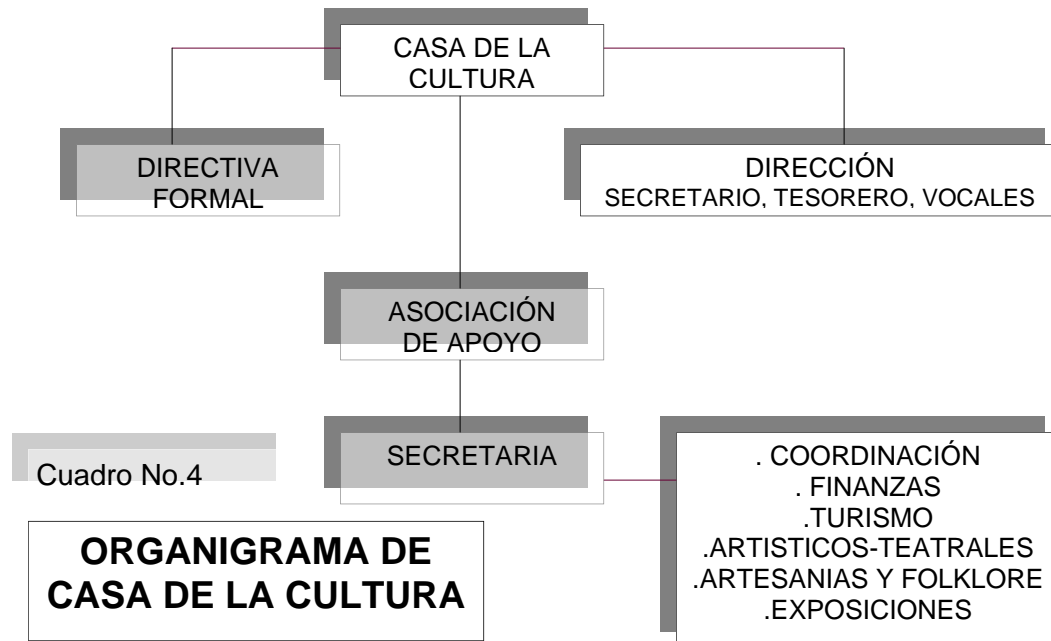 CASA DE LA
CULTURA
DIRECTIVA
FORMAL
DIRECCIÓN
SECRETARIO, TESORERO, VOCALES
ASOCIACIÓN
DE APOYO
SECRETARIA
. COORDINACIÓN
. FINANZAS
.TURISMO
.ARTISTICOS-TEATRALES
.ARTESANIAS Y FOLKLORE
.EXPOSICIONES
Cuadro No.4
ORGANIGRAMA DE
CASA DE LA CULTURA